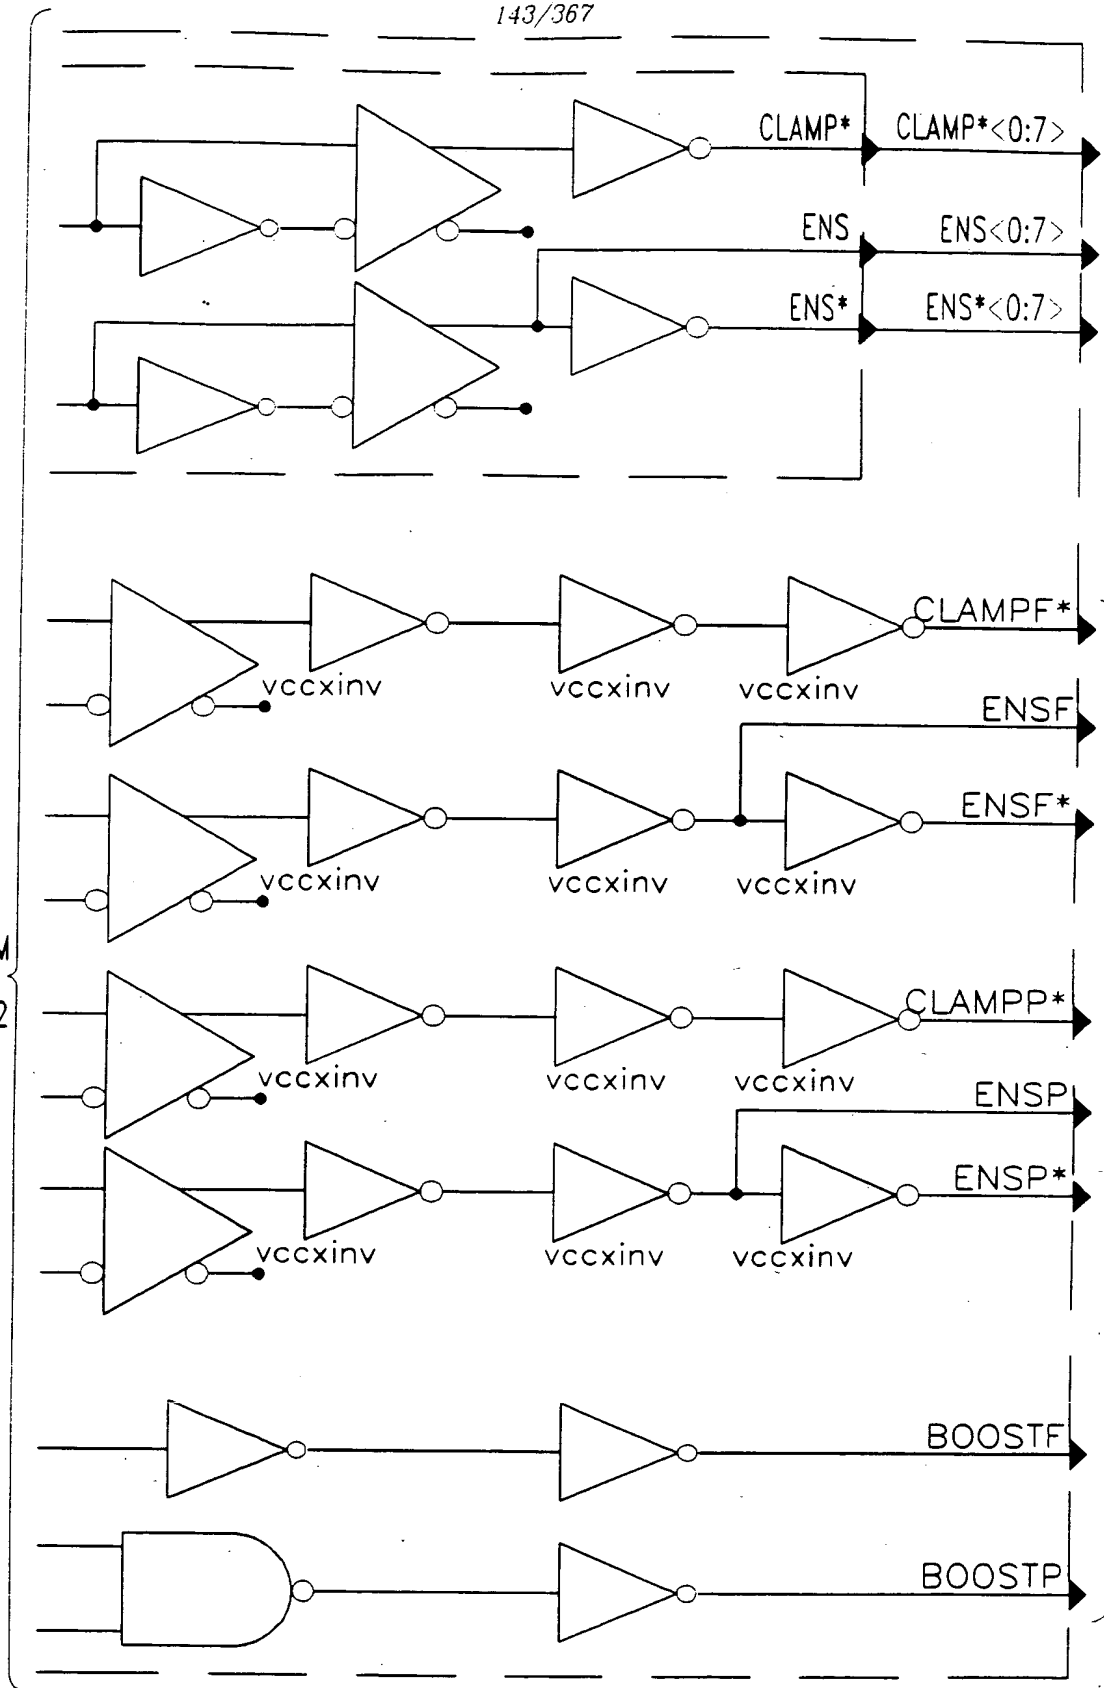 143/367
CLAMP* CLAMP*<0:7>
ENS ENS<0:7>
ENS* ENS*<0:7>
CLAMPF*
vccxinv vccxinv vccxinv
ENSF
ENSF*
vccxinv vccxinv vccxinv
M
CLAMPP*
2
vccxinv vccxinv vccxinv
ENSP
ENSP*
vccxinv vccxinv vccxinv
BOOSTF
BOOSTP